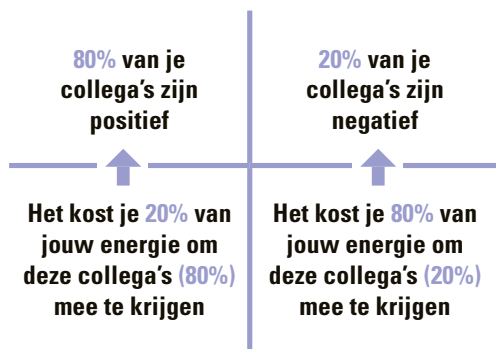 80% van je
collega's zijn
positief
20% van je
collega's zijn
negatief
Het kost je 20% van
jouw energie om
deze collega's (80%)
mee te krijgen
Het kost je 80% van
jouw energie om
deze collega's (20%)
mee te krijgen